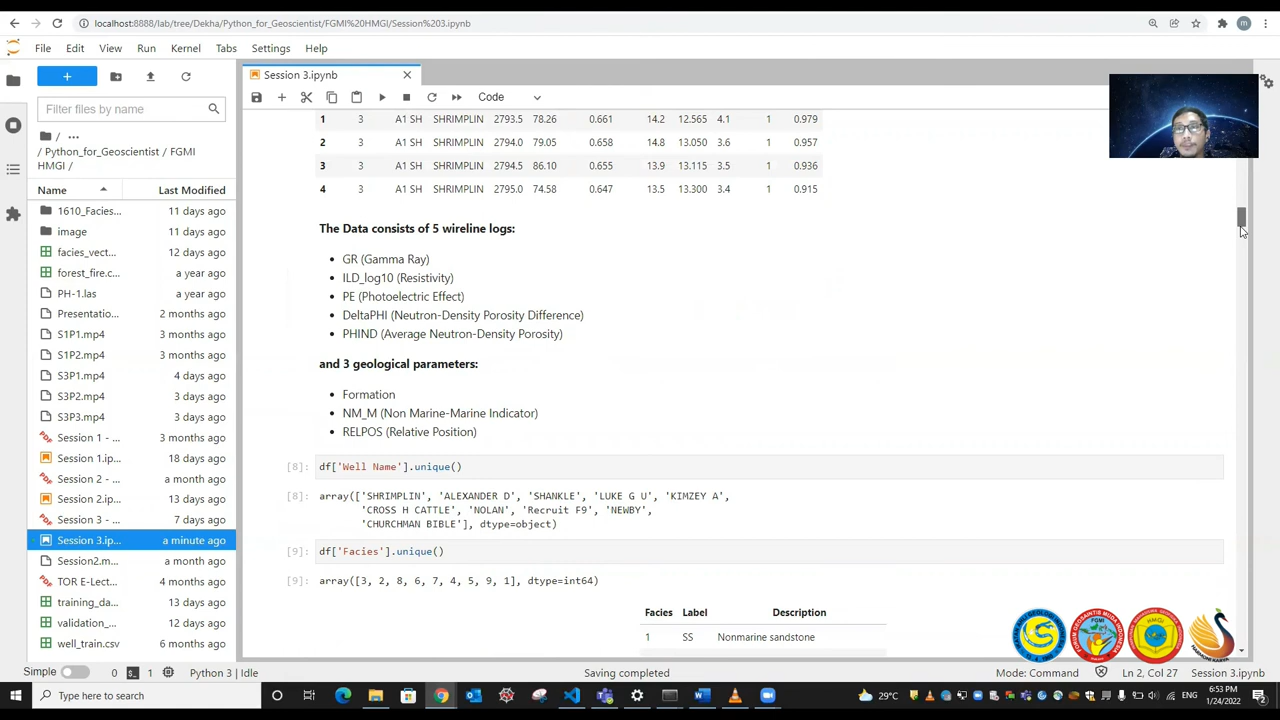 localhost:8888/lab/tree/Dekha/Python_for_Geoscientist/FGMI%20HMGI/Session%203.ipynb
m
File Edit View Run Kernel Tabs Settings Help
Session 3.ipynb
Code
Filter files by name
/ ...
/ Python_for_Geoscientist / FGMI
HMGI /
Name Last Modified
1610_Facies... 11 days ago
image 11 days ago
facies_vect... 12 days ago
forest_fire.c... a year ago
PH-1.las a year ago
Presentatio... 2 months ago
S1P1.mp4 3 months ago
S1P2.mp4 3 months ago
S3P1.mp4 4 days ago
S3P2.mp4 3 days ago
S3P3.mp4 3 days ago
Session 1 - ... 3 months ago
Session 1.ip... 18 days ago
Session 2 - ... a month ago
Session 2.ip... 13 days ago
Session 3 - ... 7 days ago
Session 3.ip... a minute ago
Session2.m... a month ago
TOR E-Lect... 4 months ago
training_da... 13 days ago
validation_... 12 days ago
well_train.csv 6 months ago
1 3 A1 SH SHRIMPLIN 2793.5 78.26 0.661 14.2 12.565 4.1 1 0.979
2 3 A1 SH SHRIMPLIN 2794.0 79.05 0.658 14.8 13.050 3.6 1 0.957
3 3 A1 SH SHRIMPLIN 2794.5 86.10 0.655 13.9 13.115 3.5 1 0.936
4 3 A1 SH SHRIMPLIN 2795.0 74.58 0.647 13.5 13.300 3.4 1 0.915
The Data consists of 5 wireline logs:
• GR (Gamma Ray)
• ILD_log10 (Resistivity)
• PE (Photoelectric Effect)
• DeltaPHI (Neutron-Density Porosity Difference)
• PHIND (Average Neutron-Density Porosity)
and 3 geological parameters:
• Formation
• NM_M (Non Marine-Marine Indicator)
• RELPOS (Relative Position)
[8]: df['Well Name'].unique()
[8]: array(['SHRIMPLIN', 'ALEXANDER D', 'SHANKLE', 'LUKE G U', 'KIMZEY A',
'CROSS H CATTLE', 'NOLAN', 'Recruit F9', 'NEWBY',
'CHURCHMAN BIBLE'], dtype=object)
[9]: df['Facies'].unique()
[9]: array([3, 2, 8, 6, 7, 4, 5, 9, 1], dtype=int64)
Facies Label Description
1 SS Nonmarine sandstone
Simple 0 1 Python 3 | Idle Saving completed Mode: Command Ln 2, Col 27 Session 3.ipynb
Type here to search 29°C ENG 6:53 PM
1/24/2022